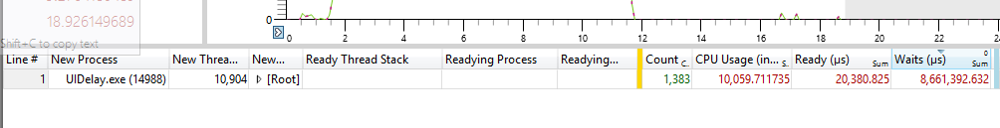 18.926149689
Shift+C to copy text
0
0 2 4 6 8 10 12 14 16 18 20 22 24
Line # New Process New Threa... New... Ready Thread Stack Readying Process Readying... Count C.. CPU Usage (in... S.. Ready (µs) Sum Waits (µs) 0 Sum
1 UIDelay.exe (14988) 10,904 [Root] 1,383 10,059.711735 20,380.825 8,661,392.632